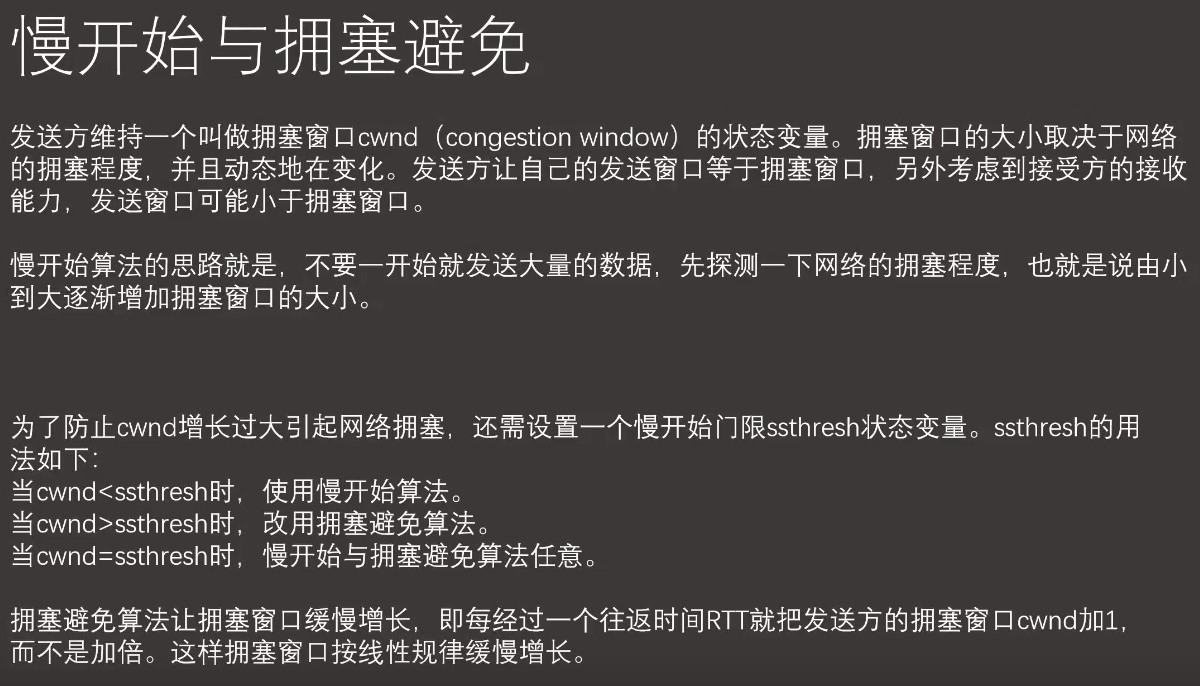 慢开始与拥塞避免
发送方维持一个叫做拥塞窗口cwnd（congestion window）的状态变量。拥塞窗口的大小取决于网络
的拥塞程度，并且动态地在变化。发送方让自己的发送窗口等于拥塞窗口，另外考虑到接受方的接收
能力，发送窗口可能小于拥塞窗口。
慢开始算法的思路就是，不要一开始就发送大量的数据，先探测一下网络的拥塞程度，也就是说由小
到大逐渐增加拥塞窗口的大小。
为了防止cwnd增长过大引起网络拥塞，还需设置一个慢开始门限ssthresh状态变量。ssthresh的用
法如下：
当cwnd<ssthresh时，使用慢开始算法。
当cwnd>ssthresh时，改用拥塞避免算法。
当cwnd=ssthresh时，慢开始与拥塞避免算法任意。
拥塞避免算法让拥塞窗口缓慢增长，即每经过一个往返时间RTT就把发送方的拥塞窗口cwnd加1，
而不是加倍。这样拥塞窗口按线性规律缓慢增长。